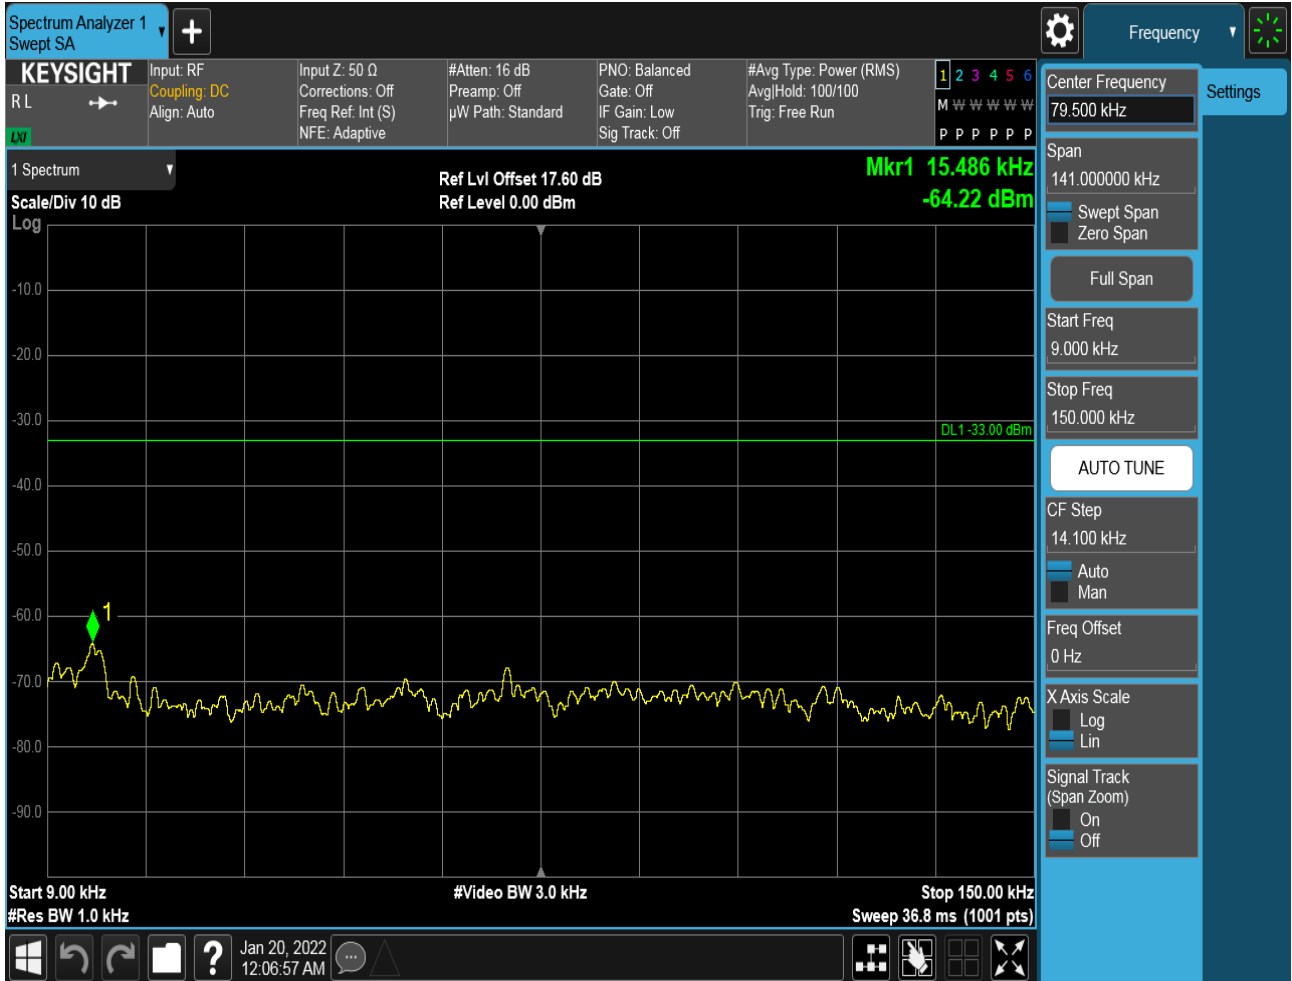 Spectrum Analyzer 1
Swept SA
+
Frequency
KEYSIGHT
R L
LXI
Input: RF
Coupling: DC
Align: Auto
Input Z: 50 Ω
Corrections: Off
Freq Ref: Int (S)
NFE: Adaptive
#Atten: 16 dB
Preamp: Off
µW Path: Standard
PNO: Balanced
Gate: Off
IF Gain: Low
Sig Track: Off
#Avg Type: Power (RMS)
Avg|Hold: 100/100
Trig: Free Run
1 2 3 4 5 6
M W W W W W
P P P P P P
1 Spectrum
Scale/Div 10 dB
Log
Ref Lvl Offset 17.60 dB
Ref Level 0.00 dBm
Mkr1 15.486 kHz
-64.22 dBm
-10.0
-20.0
-30.0
DL1 -33.00 dBm
-40.0
-50.0
-60.0
1
-70.0
-80.0
-90.0
Start 9.00 kHz
#Video BW 3.0 kHz
Stop 150.00 kHz
#Res BW 1.0 kHz
Sweep 36.8 ms (1001 pts)
?
Jan 20, 2022
12:06:57 AM
Center Frequency
79.500 kHz
Settings
Span
141.000000 kHz
Swept Span
Zero Span
Full Span
Start Freq
9.000 kHz
Stop Freq
150.000 kHz
AUTO TUNE
CF Step
14.100 kHz
Auto
Man
Freq Offset
0 Hz
X Axis Scale
Log
Lin
Signal Track
(Span Zoom)
On
Off